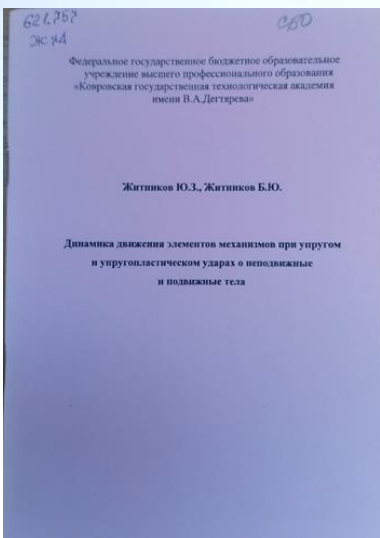 621.757
Ж 74
СБО
Федеральное государственное бюджетное образовательное
учреждение высшего профессионального образования
«Ковровская государственная технологическая академия
имени В.А.Дегтярева»
Житников Ю.З., Житников Б.Ю.
Динамика движения элементов механизмов при упругом
и упругопластическом ударах о неподвижные
и подвижные тела